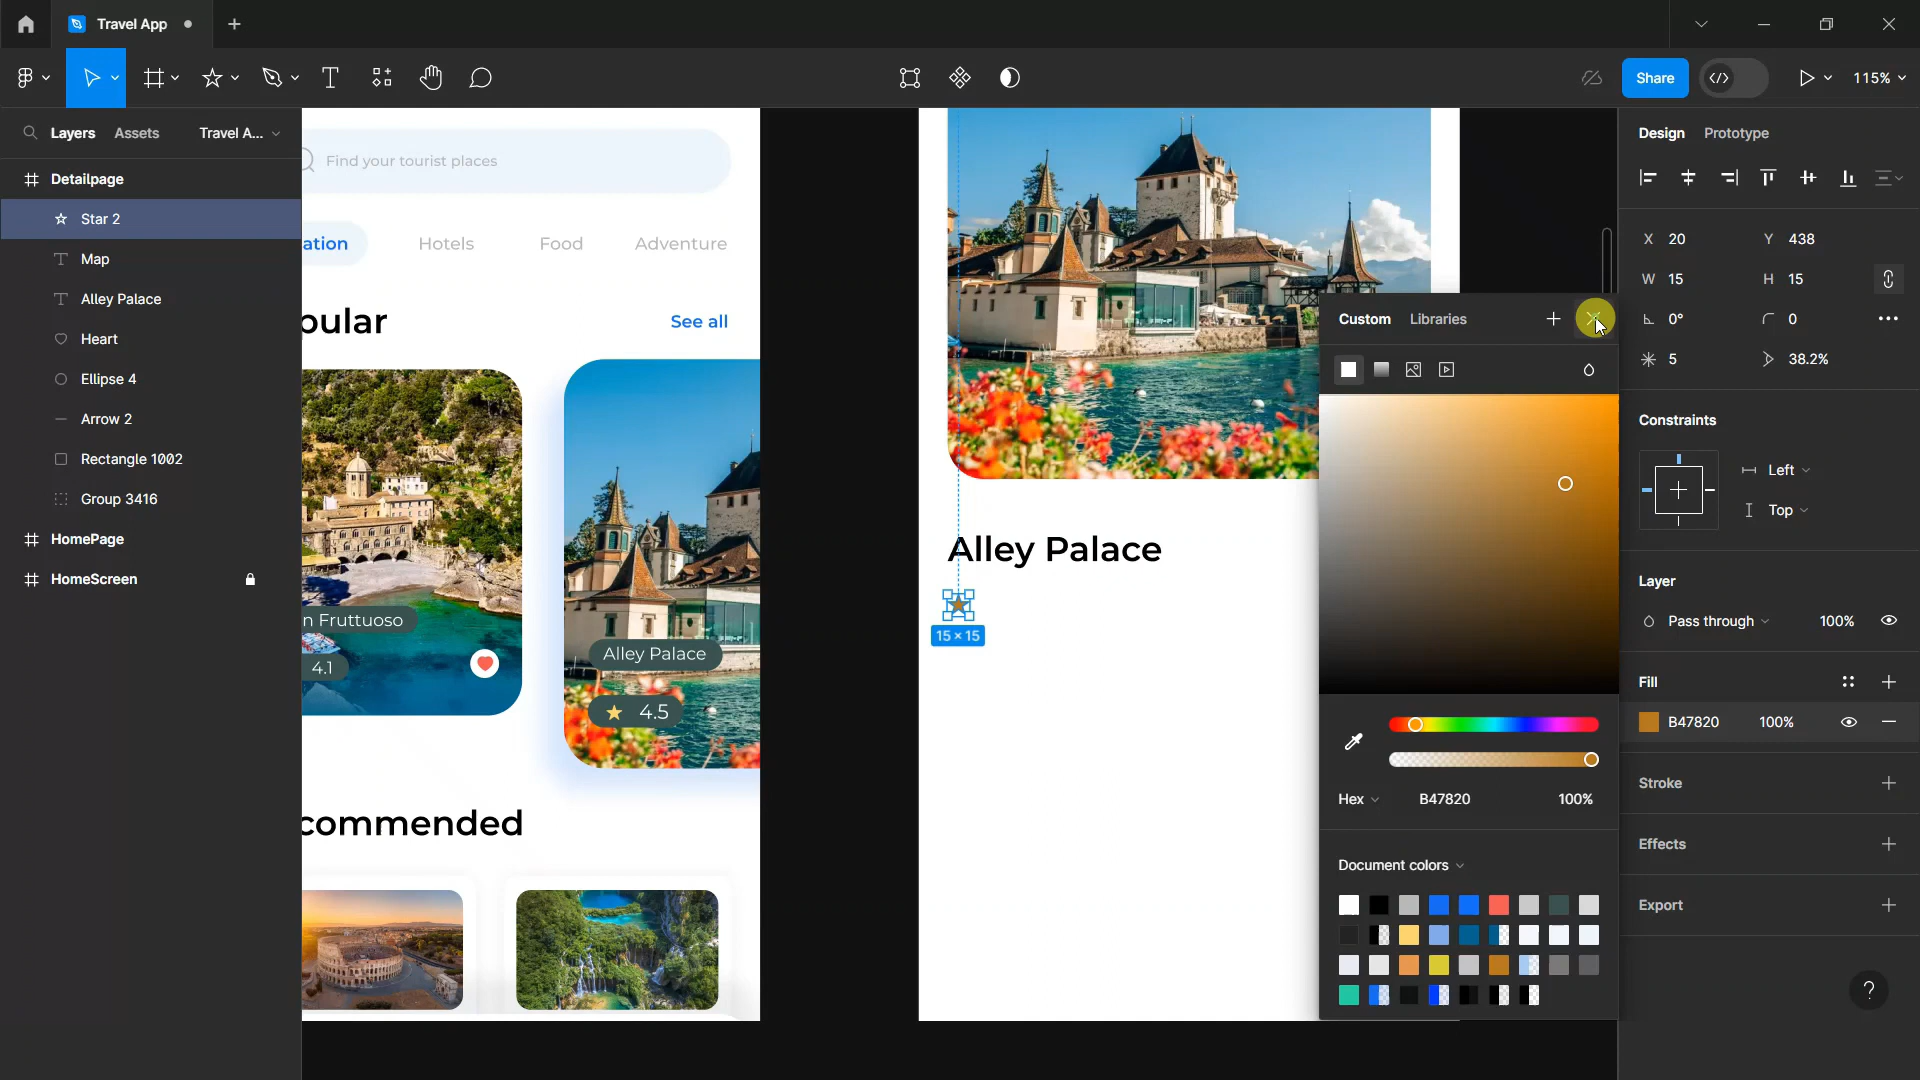 Travel App
Share
115%
Layers
Assets
Travel A...
Detailpage
Star 2
Map
Alley Palace
Heart
Ellipse 4
Arrow 2
Rectangle 1002
Group 3416
HomePage
HomeScreen
Find your tourist places
ation
Hotels
Food
Adventure
pular
See all
n Fruttuoso
4.1
Alley Palace
4.5
commended
Alley Palace
15 × 15
Custom
Libraries
Hex
B47820
100%
Document colors
Design
Prototype
X 20
Y 438
W 15
H 15
0°
0
5
38.2%
Constraints
Left
Top
Layer
Pass through
100%
Fill
B47820
100%
Stroke
Effects
Export
?